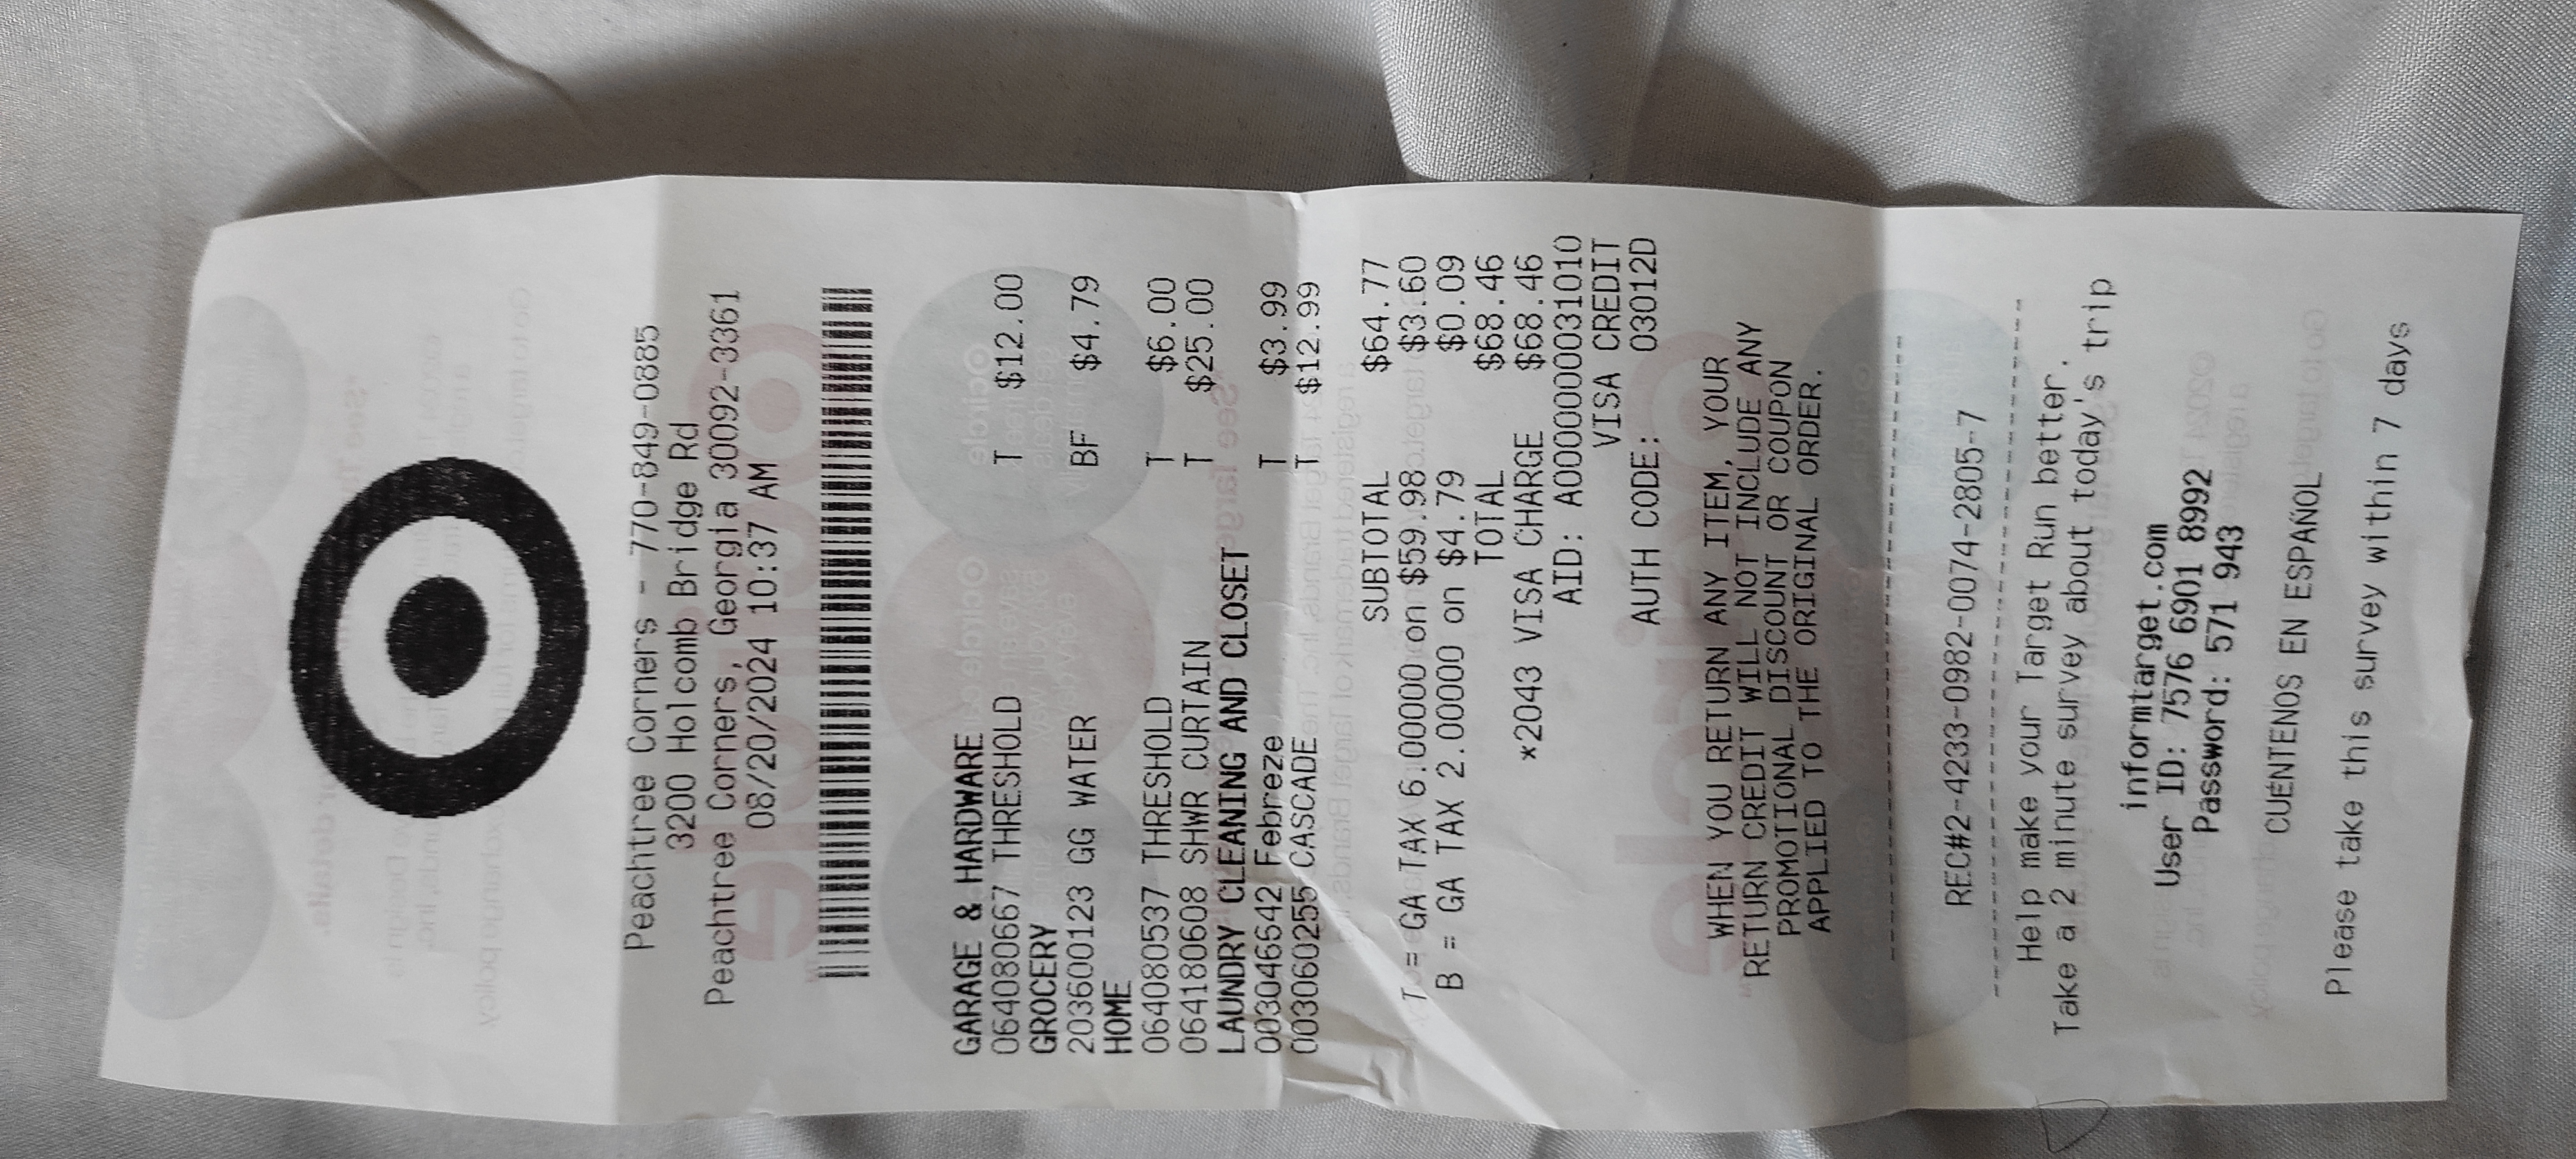 Peachtree Corners - 770-849-0885
3200 Holcomb Bridge Rd
Peachtree Corners, Georgia 30092-3361
08/20/2024 10:37 AM
GARAGE & HARDWARE
064080667 THRESHOLD T $12.00
GROCERY
203600123 GG WATER BF $4.79
HOME
064080537 THRESHOLD T $6.00
064180608 SHWR CURTAIN T $25.00
LAUNDRY CLEANING AND CLOSET
003046642 Febreze T $3.99
003060255 CASCADE T $12.99
SUBTOTAL $64.77
T = GA TAX 6.00000 on $59.98 $3.60
B = GA TAX 2.00000 on $4.79 $0.09
TOTAL $68.46
*2043 VISA CHARGE $68.46
AID: A0000000031010
VISA CREDIT
AUTH CODE: 03012D
WHEN YOU RETURN ANY ITEM, YOUR
RETURN CREDIT WILL NOT INCLUDE ANY
PROMOTIONAL DISCOUNT OR COUPON
APPLIED TO THE ORIGINAL ORDER.
REC#2-4233-0982-0074-2805-7
Help make your Target Run better.
Take a 2 minute survey about today's trip
informtarget.com
User ID: 7576 6901 8992
Password: 571 943
CUÉNTENOS EN ESPAÑOL
Please take this survey within 7 days